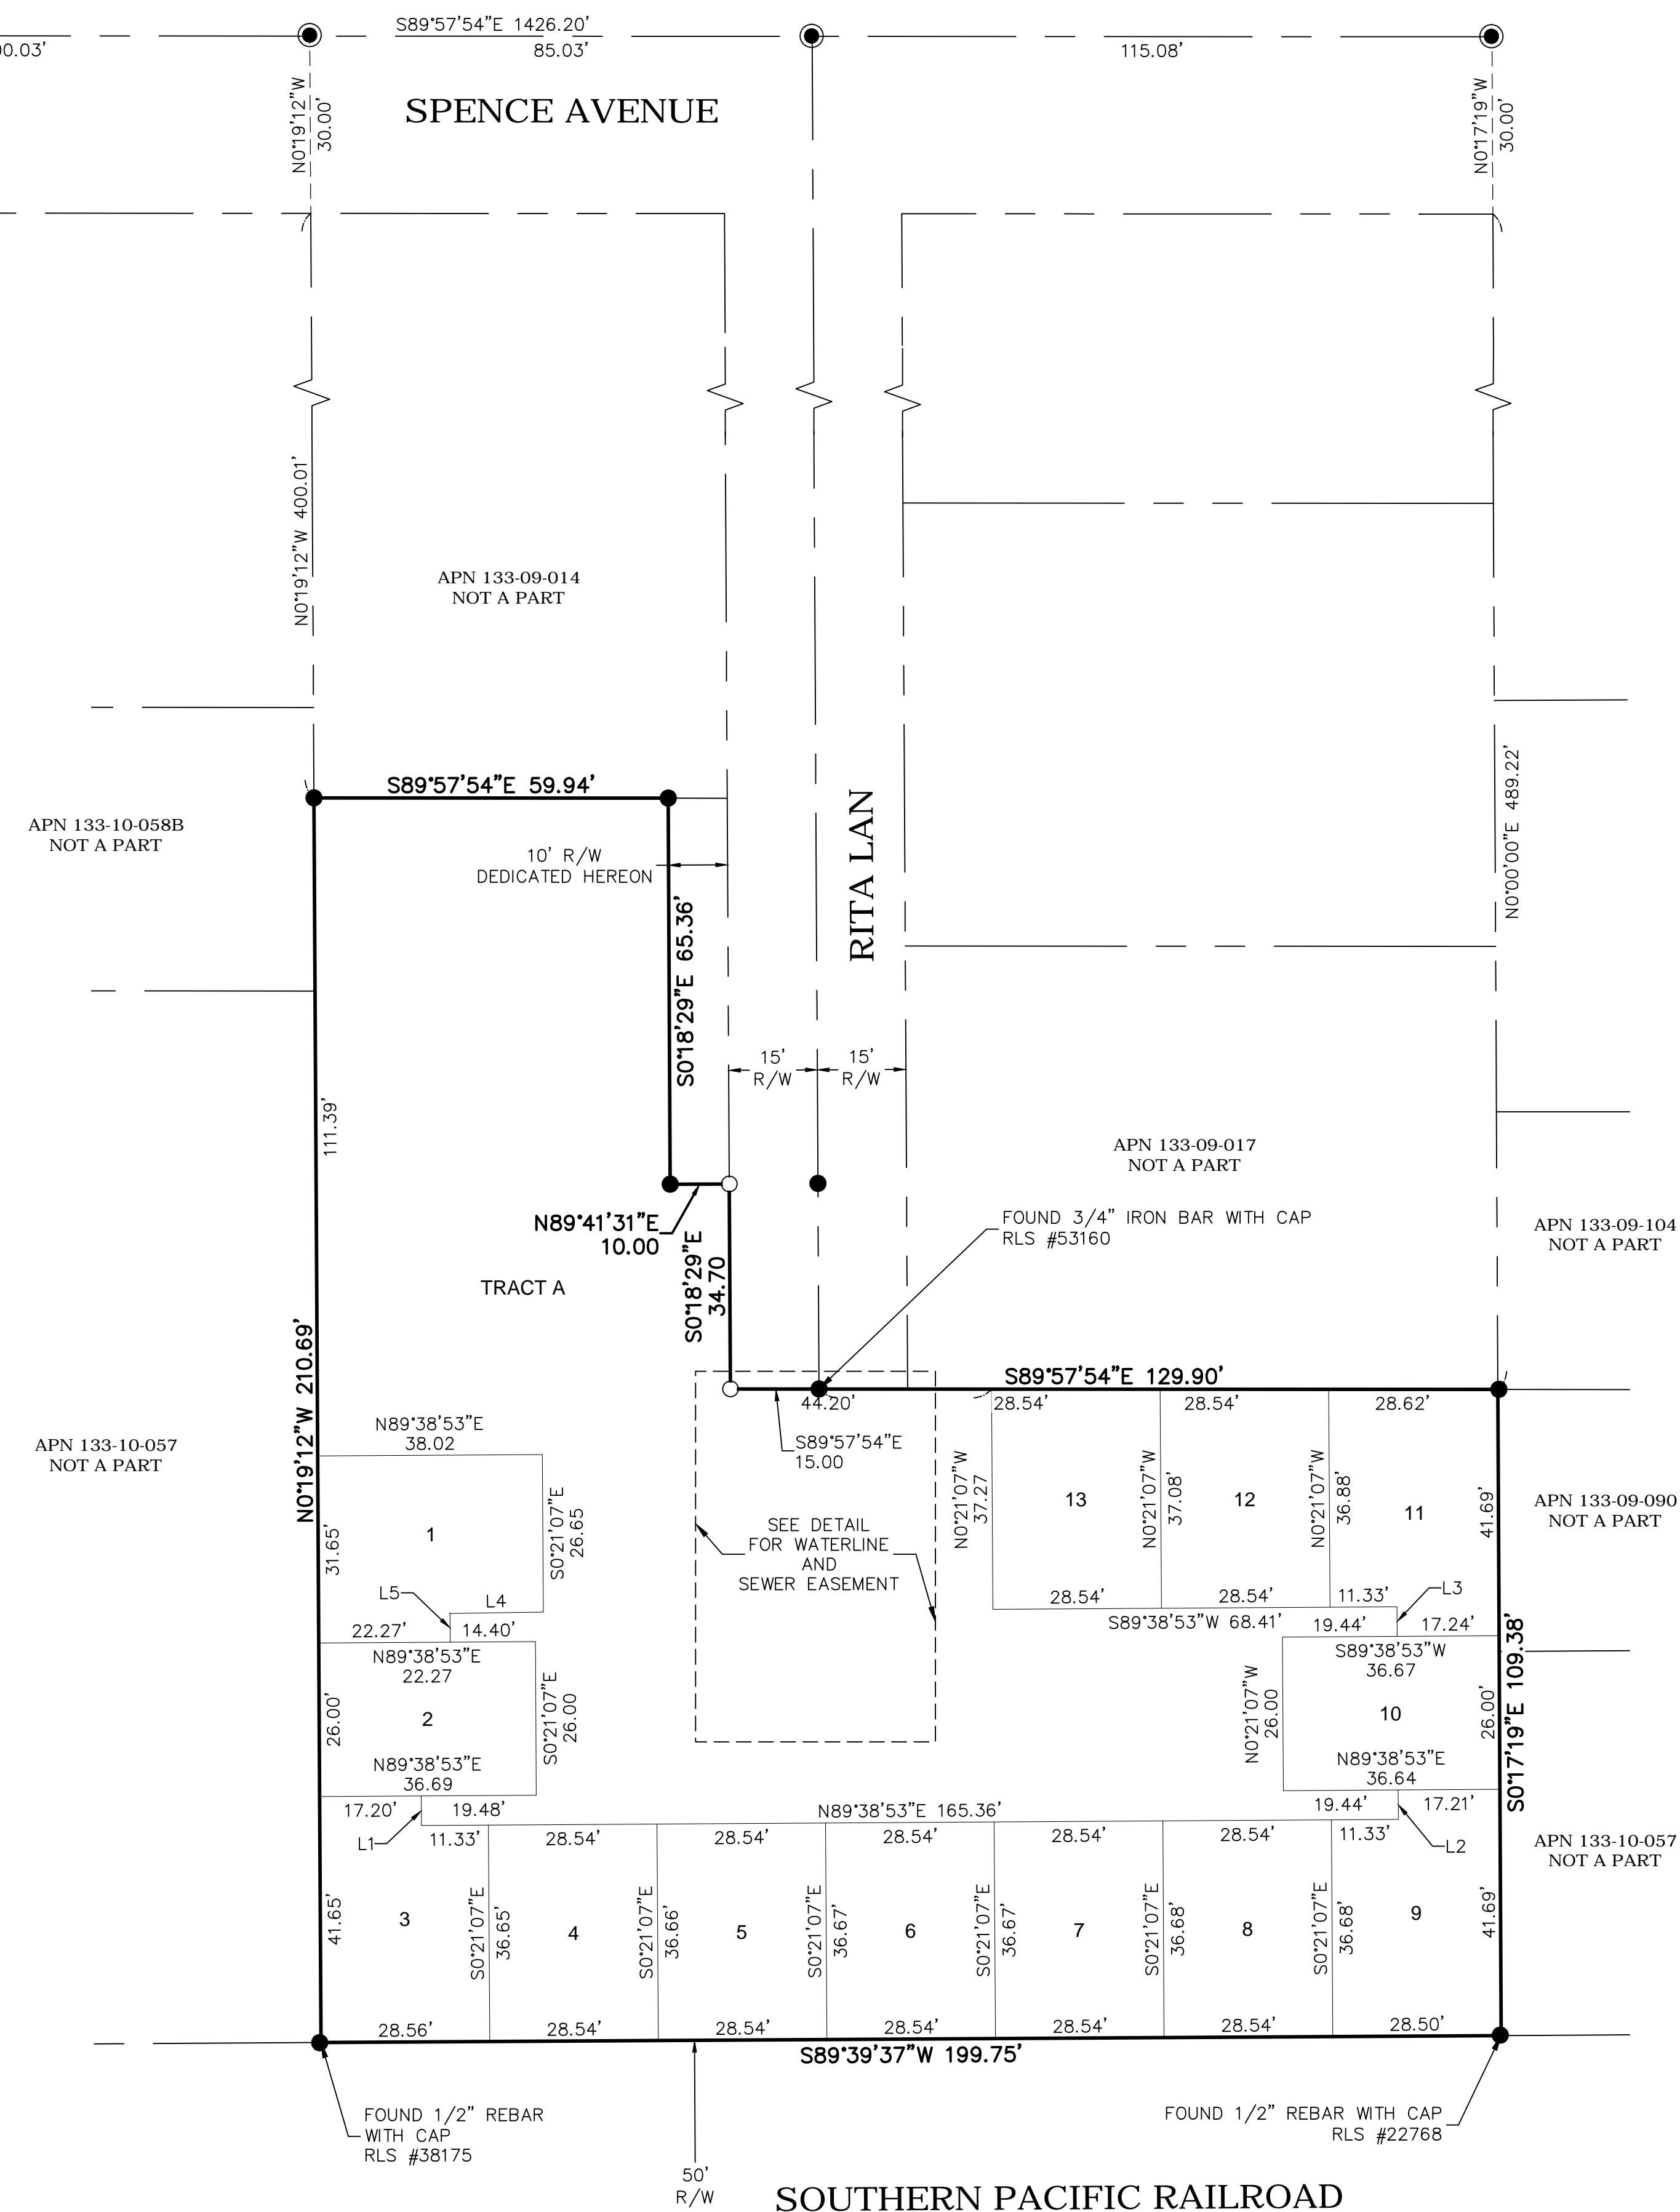 S89°57'54"E 1426.20'
00.03'
85.03'
115.08'
N0°19'12"W
30.00'
SPENCE AVENUE
N0°17'19"W
30.00'
N0°19'12"W 400.01'
APN 133-09-014
NOT A PART
N0°00'00"E 489.22'
S89°57'54"E 59.94'
APN 133-10-058B
NOT A PART
10' R/W
DEDICATED HEREON
RITA LAN
S0°18'29"E 65.36'
15'
R/W
15'
R/W
111.39'
APN 133-09-017
NOT A PART
N89°41'31"E
10.00
FOUND 3/4" IRON BAR WITH CAP
RLS #53160
APN 133-09-104
NOT A PART
S0°18'29"E
34.70
TRACT A
N0°19'12"W 210.69'
S89°57'54"E 129.90'
44.20'
28.54'
28.54'
28.62'
N89°38'53"E
38.02
APN 133-10-057
NOT A PART
S89°57'54"E
15.00
N0°21'07"W
37.27
13
N0°21'07"W
37.08'
12
N0°21'07"W
36.88'
11
41.69'
APN 133-09-090
NOT A PART
31.65'
1
S0°21'07"E
26.65
SEE DETAIL
FOR WATERLINE
AND
SEWER EASEMENT
L5
L4
28.54'
28.54'
11.33'
L3
22.27'
14.40'
S89°38'53"W 68.41'
19.44'
17.24'
N89°38'53"E
22.27
S89°38'53"W
36.67
26.00'
2
S0°21'07"E
26.00
N0°21'07"W
26.00
10
26.00'
S0°17'19"E 109.38'
N89°38'53"E
36.69
N89°38'53"E
36.64
17.20'
19.48'
N89°38'53"E 165.36'
19.44'
17.21'
L1
11.33'
28.54'
28.54'
28.54'
28.54'
28.54'
11.33'
L2
APN 133-10-057
NOT A PART
41.65'
3
S0°21'07"E
36.65'
4
S0°21'07"E
36.66'
5
S0°21'07"E
36.67'
6
S0°21'07"E
36.67'
7
S0°21'07"E
36.68'
8
S0°21'07"E
36.68'
9
41.69'
28.56'
28.54'
28.54'
28.54'
28.54'
28.54'
28.50'
S89°39'37"W 199.75'
FOUND 1/2" REBAR
WITH CAP
RLS #38175
FOUND 1/2" REBAR WITH CAP
RLS #22768
50'
R/W
SOUTHERN PACIFIC RAILROAD